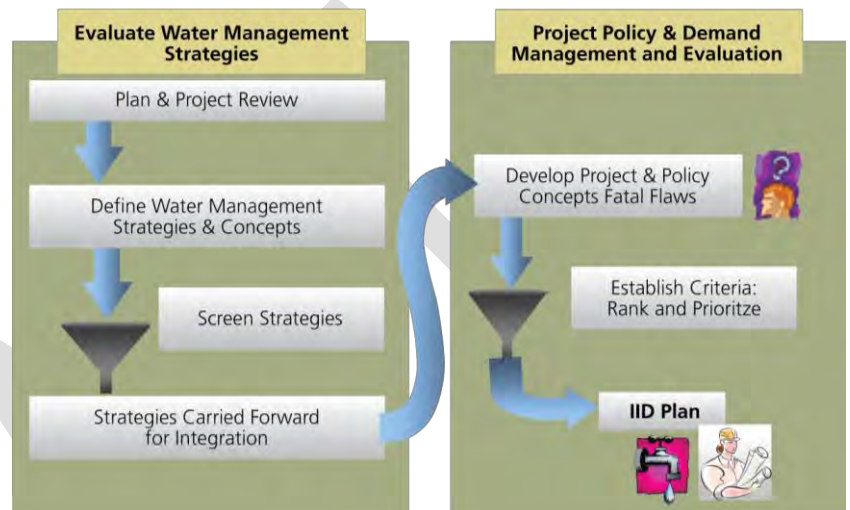 Evaluate Water Management
Strategies
Plan & Project Review
Define Water Management
Strategies & Concepts
Screen Strategies
Strategies Carried Forward
for Integration
Project Policy & Demand
Management and Evaluation
Develop Project & Policy
Concepts Fatal Flaws
?
Establish Criteria:
Rank and Prioritze
IID Plan